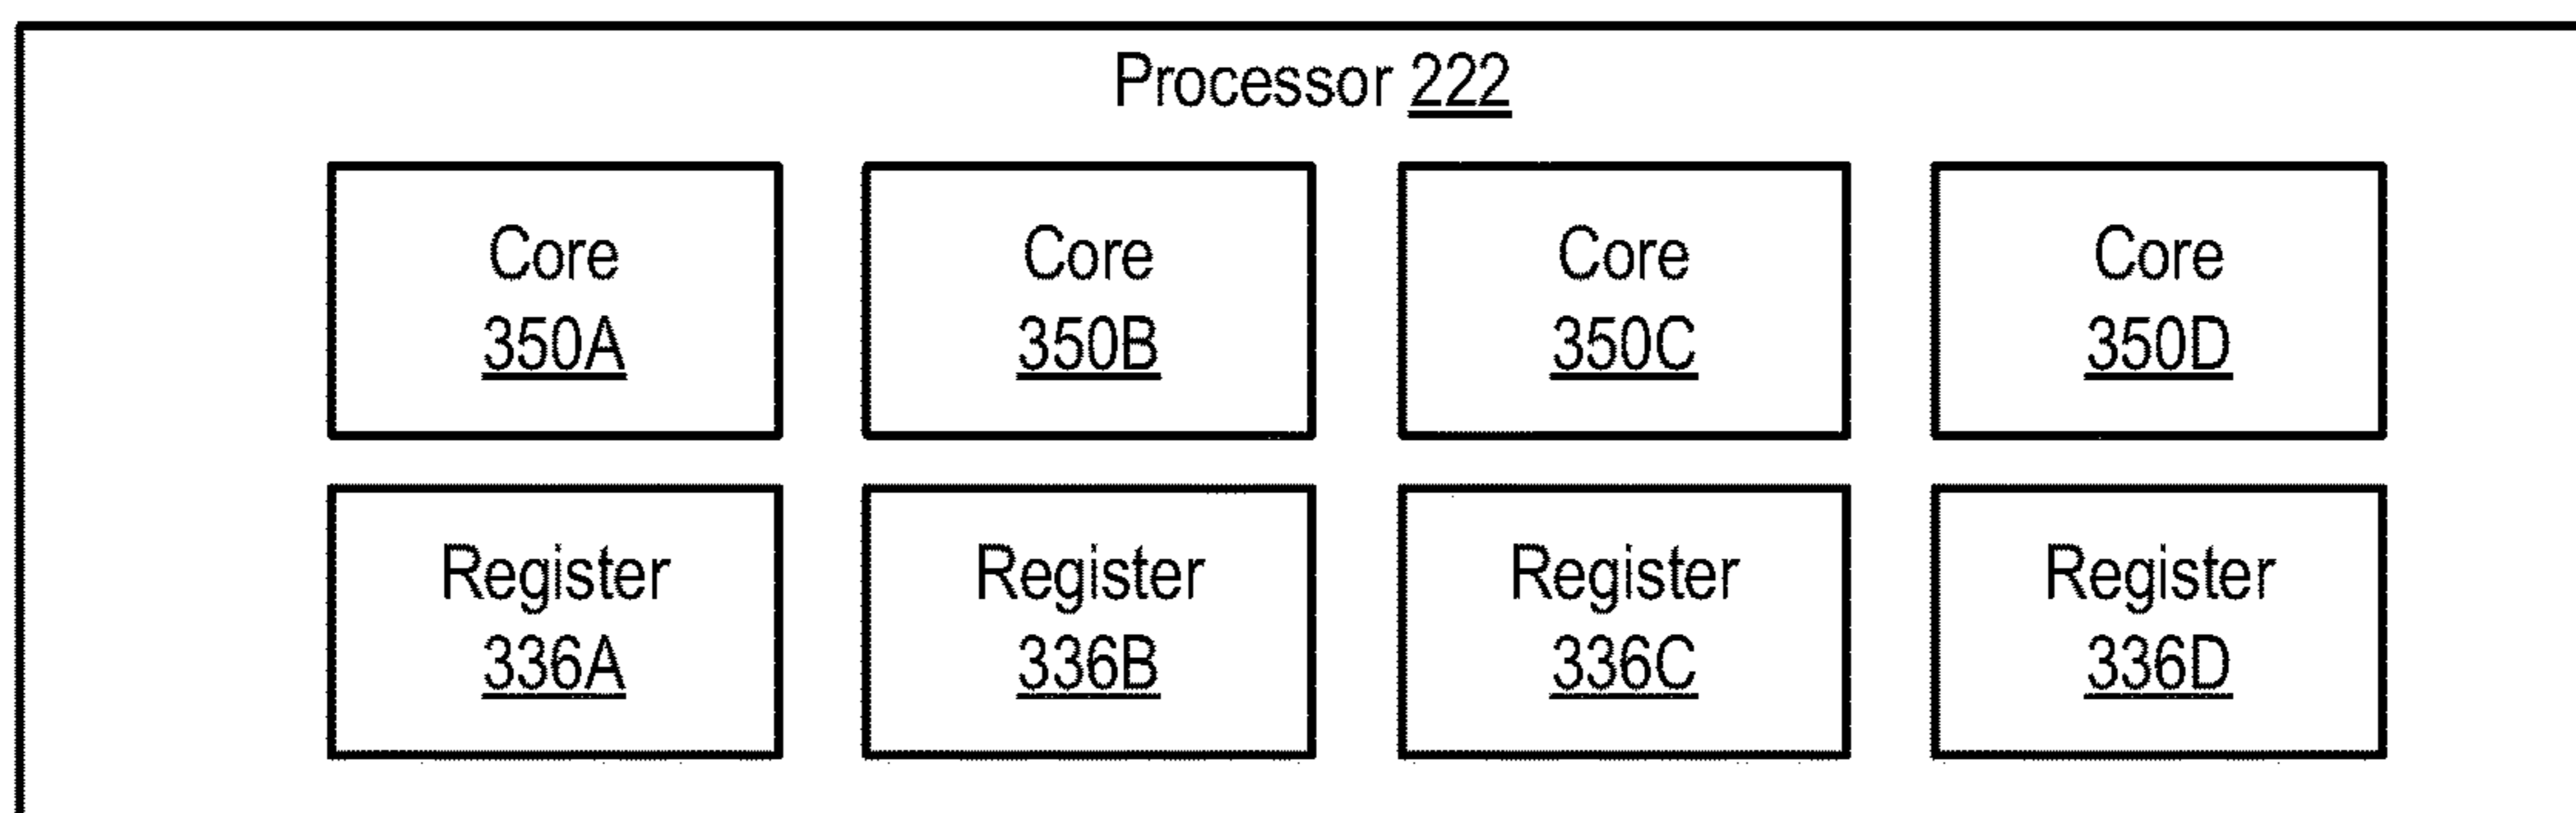 Processor 222
Core
350A
Core
350B
Core
350C
Core
350D
Register
336A
Register
336B
Register
336C
Register
336D